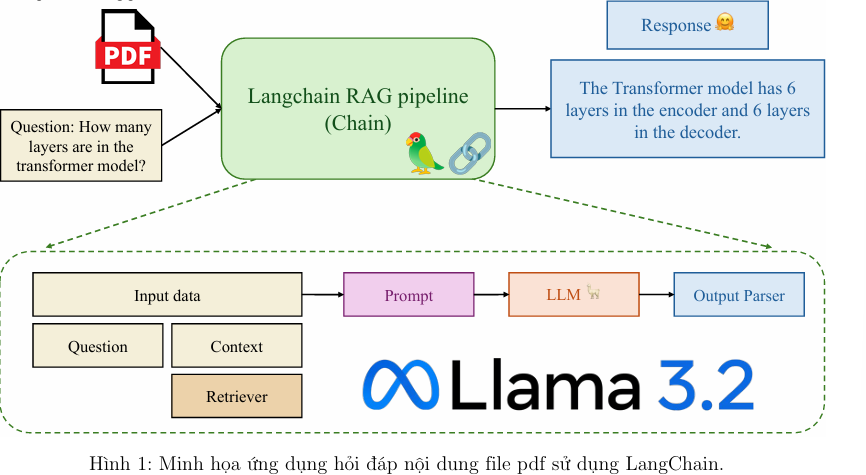 PDF
Question: How many
layers are in the
transformer model?
Langchain RAG pipeline
(Chain)
Response 🤗
The Transformer model has 6
layers in the encoder and 6 layers
in the decoder.
Input data
Prompt
LLM 🦙
Output Parser
Question
Context
Retriever
Llama 3.2
Hình 1: Minh họa ứng dụng hỏi đáp nội dung file pdf sử dụng LangChain.